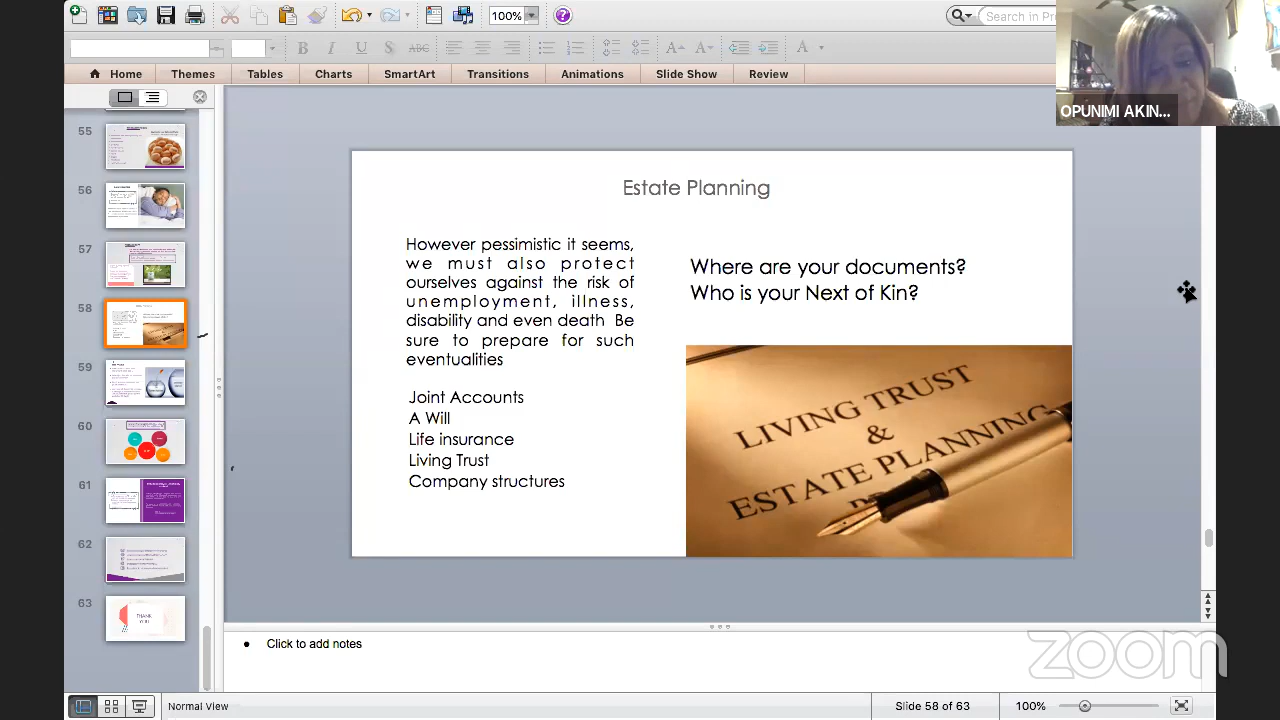 100%
Search in Pr
Home Themes Tables Charts SmartArt Transitions Animations Slide Show Review
OPUNIMI AKIN...
55
56
57
58
59
60
61
62
63
THANK
YOU
Estate Planning
However pessimistic it seems,
we must also protect
ourselves against the risk of
unemployment, illness,
disability and even death Be
sure to prepare for such
eventualities
Joint Accounts
A Will
Life insurance
Living Trust
Company structures
Where are your documents?
Who is your Next of Kin?
LIVING TRUST
&
ESTATE PLANNING
Click to add notes
zoom
Normal View
Slide 58 of 63
100%